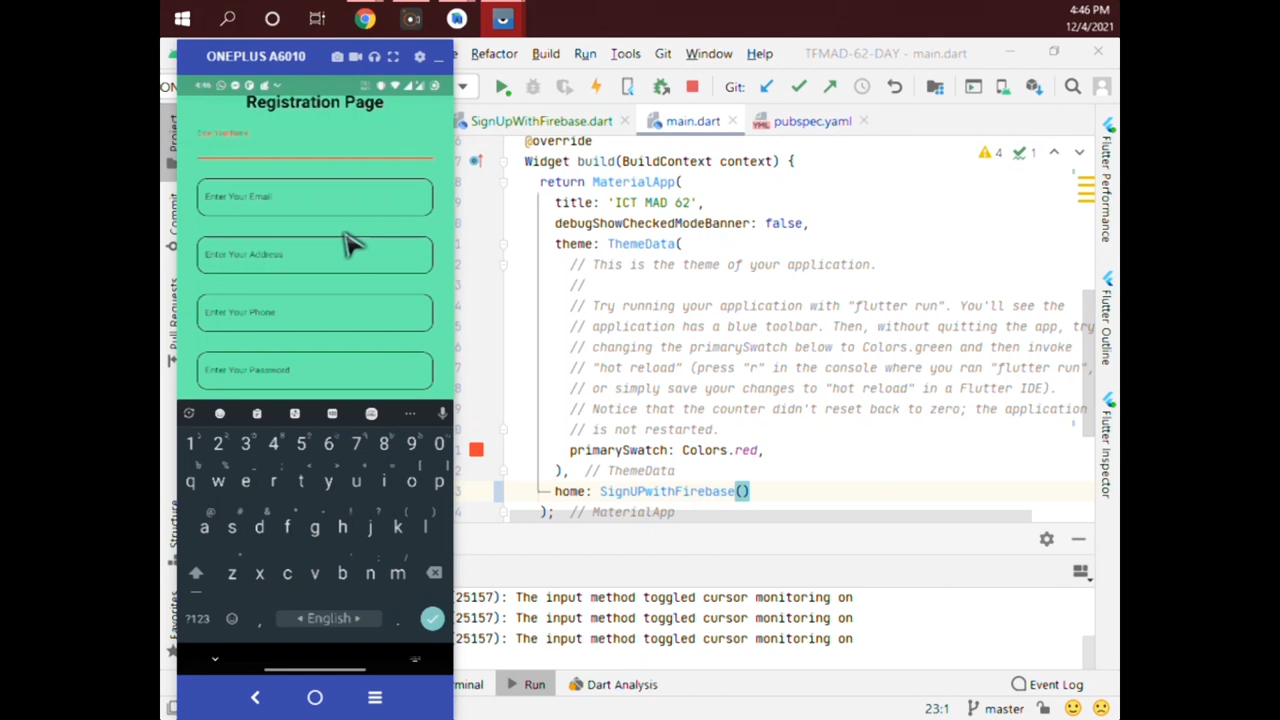 4:46 PM
12/4/2021
ONEPLUS A6010
Refactor Build Run Tools Git Window Help TFMAD-62-DAY - main.dart
Git:
SignUpWithFirebase.dart main.dart pubspec.yaml
4:46
Registration Page
Enter Your Name
Enter Your Email
Enter Your Address
Enter Your Phone
Enter Your Password
1 2 3 4 5 6 7 8 9 0
q w e r t y u i o p
a s d f g h j k l
z x c v b n m
?123 , English .
Project
Commit
Pull Requests
Structure
Favorites
@override
Widget build(BuildContext context) {
return MaterialApp(
title: 'ICT MAD 62',
debugShowCheckedModeBanner: false,
theme: ThemeData(
// This is the theme of your application.
//
// Try running your application with "flutter run". You'll see the
// application has a blue toolbar. Then, without quitting the app, try
// changing the primarySwatch below to Colors.green and then invoke
// "hot reload" (press "r" in the console where you ran "flutter run",
// or simply save your changes to "hot reload" in a Flutter IDE).
// Notice that the counter didn't reset back to zero; the application
// is not restarted.
primarySwatch: Colors.red,
), // ThemeData
home: SignUPwithFirebase()
); // MaterialApp
4 1
Flutter Performance
Flutter Outline
Flutter Inspector
25157): The input method toggled cursor monitoring on
25157): The input method toggled cursor monitoring on
25157): The input method toggled cursor monitoring on
minal Run Dart Analysis Event Log
23:1 master